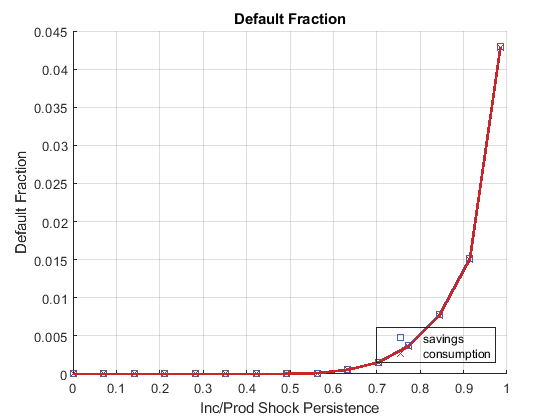 Default Fraction
0.045
0.04
0.035
0.03
0.025
0.02
0.015
0.01
0.005
0
Default Fraction
savings
consumption
0 0.1 0.2 0.3 0.4 0.5 0.6 0.7 0.8 0.9 1
Inc/Prod Shock Persistence